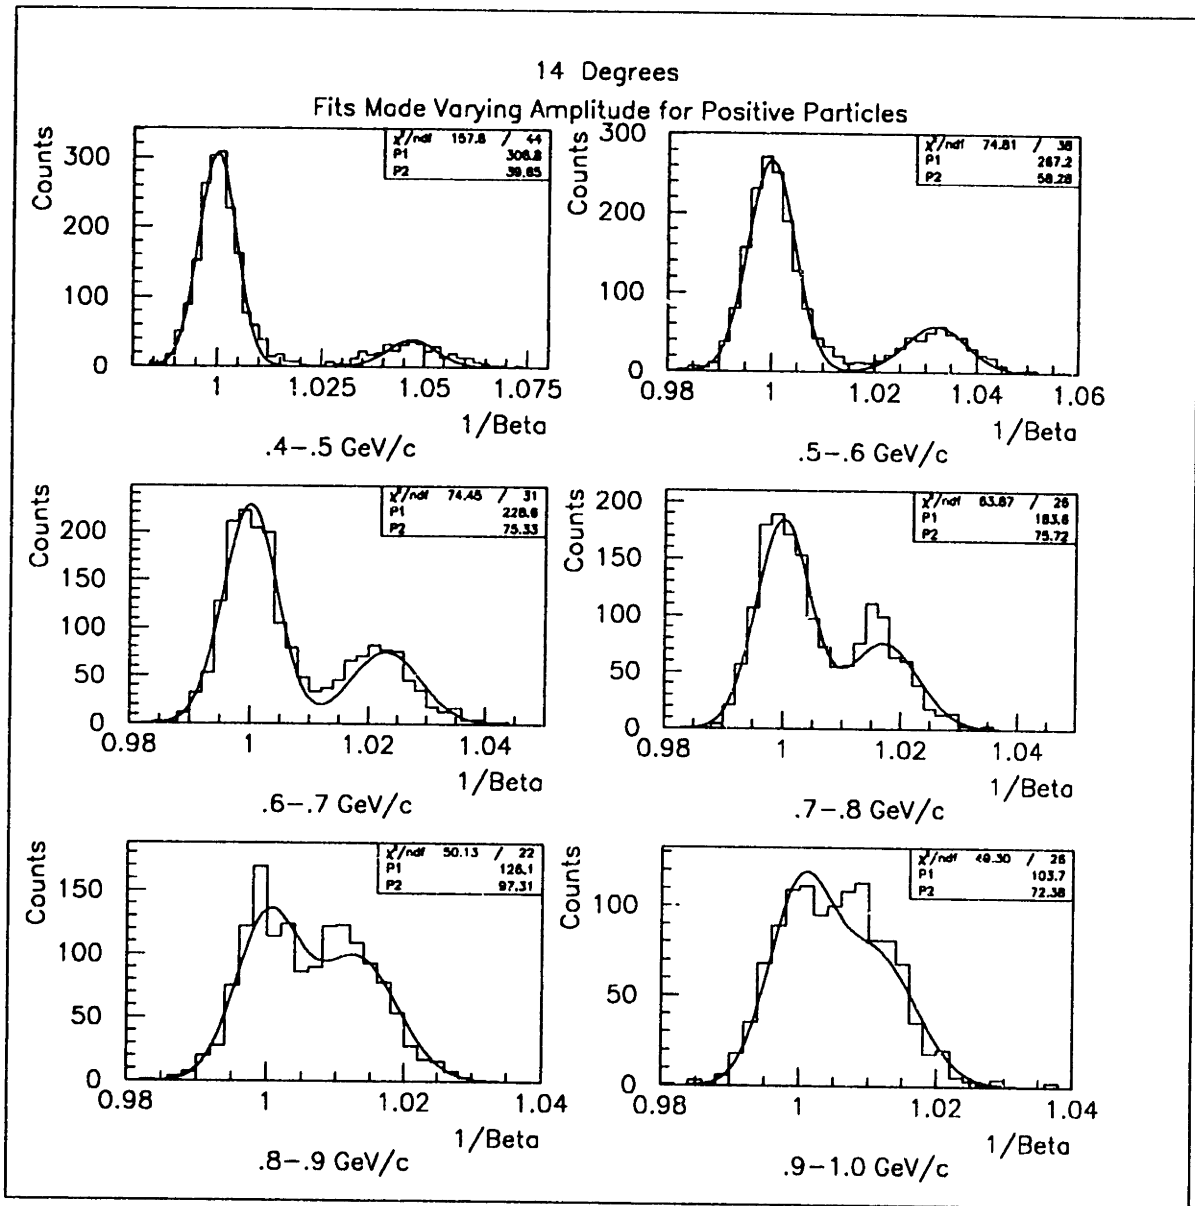 14 Degrees
Fits Made Varying Amplitude for Positive Particles
Counts
300
200
100
0
1
1.025
1.05
1.075
1/Beta
χ²/ndf 157.8 / 44
P1 306.8
P2 39.65
.4-.5 GeV/c
Counts
300
200
100
0
0.98
1
1.02
1.04
1.06
1/Beta
χ²/ndf 74.81 / 38
P1 267.2
P2 58.28
.5-.6 GeV/c
Counts
200
150
100
50
0
0.98
1
1.02
1.04
1/Beta
χ²/ndf 74.45 / 31
P1 228.6
P2 75.33
.6-.7 GeV/c
Counts
200
150
100
50
0
0.98
1
1.02
1.04
1/Beta
χ²/ndf 63.87 / 26
P1 183.6
P2 75.72
.7-.8 GeV/c
Counts
150
100
50
0
0.98
1
1.02
1.04
1/Beta
χ²/ndf 50.13 / 22
P1 126.1
P2 97.31
.8-.9 GeV/c
Counts
100
50
0
0.98
1
1.02
1.04
1/Beta
χ²/ndf 49.30 / 26
P1 103.7
P2 72.38
.9-1.0 GeV/c